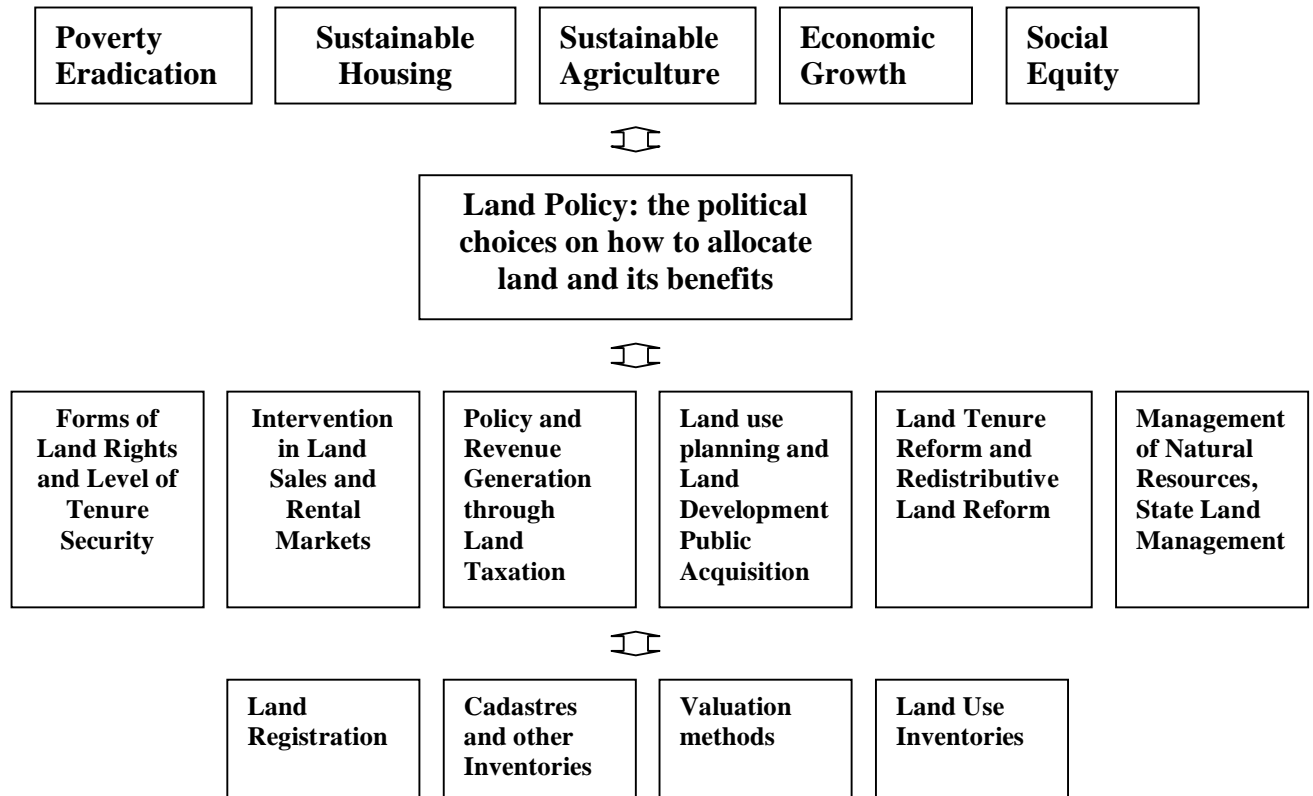 Poverty
Eradication
Sustainable
Housing
Sustainable
Agriculture
Economic
Growth
Social
Equity
Land Policy: the political
choices on how to allocate
land and its benefits
Forms of
Land Rights
and Level of
Tenure
Security
Intervention
in Land
Sales and
Rental
Markets
Policy and
Revenue
Generation
through
Land
Taxation
Land use
planning and
Land
Development
Public
Acquisition
Land Tenure
Reform and
Redistributive
Land Reform
Management
of Natural
Resources,
State Land
Management
Land
Registration
Cadastres
and other
Inventories
Valuation
methods
Land Use
Inventories